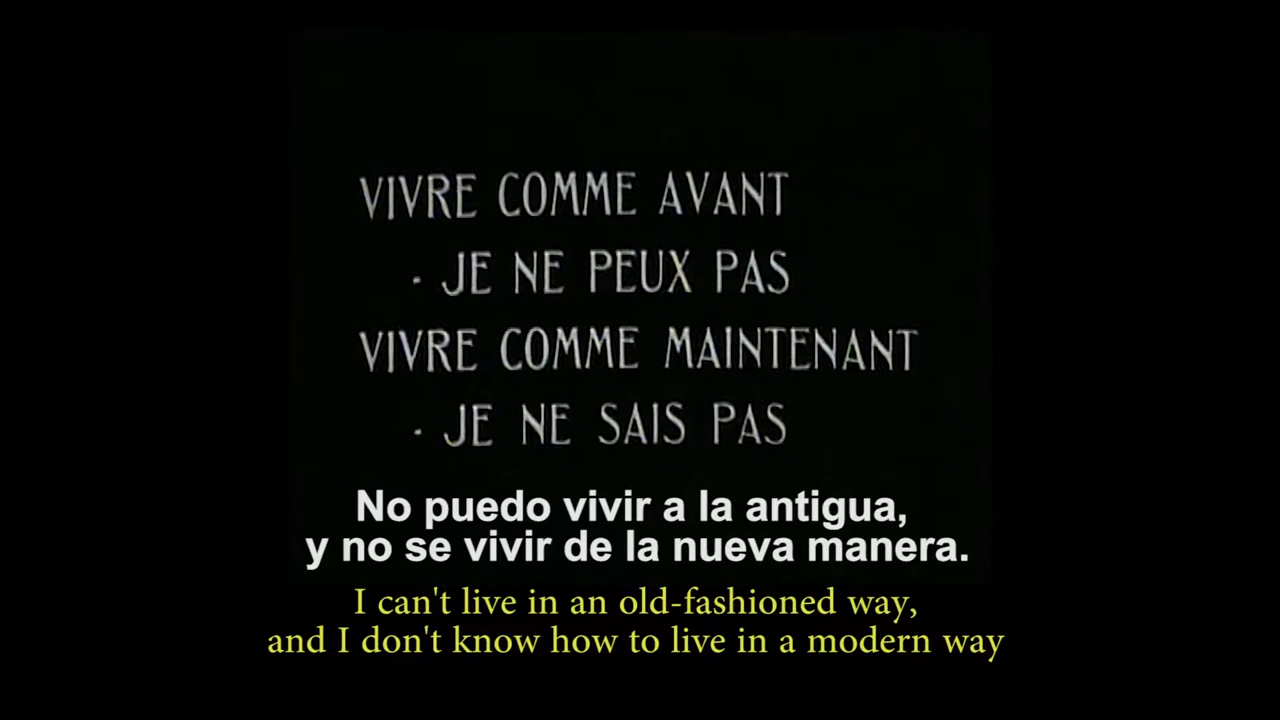 VIVRE COMME AVANT
- JE NE PEUX PAS
VIVRE COMME MAINTENANT
- JE NE SAIS PAS
No puedo vivir a la antigua,
y no se vivir de la nueva manera.
I can't live in an old-fashioned way,
and I don't know how to live in a modern way